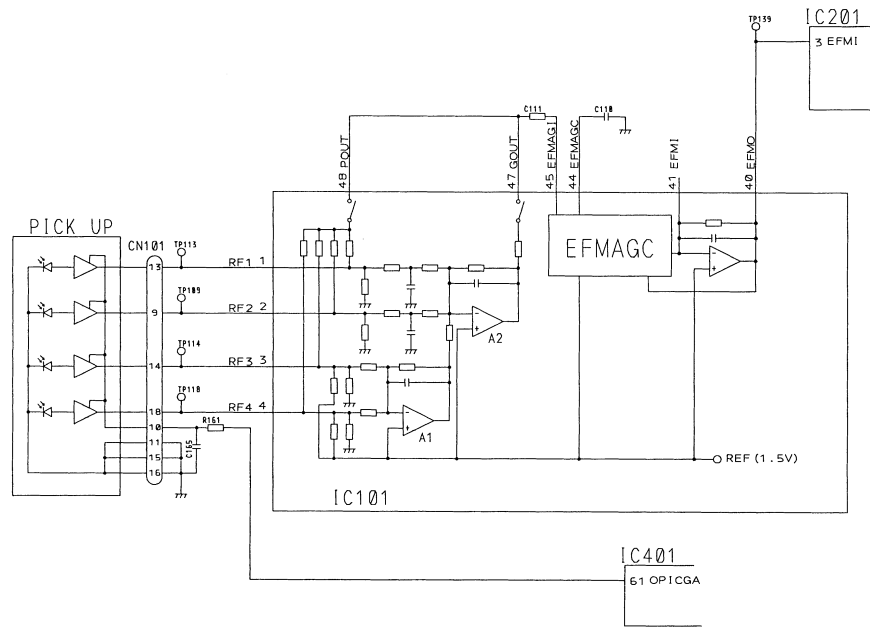 IC201
TP139
3 EFMI
C111
C118
48 POUT
47 GOUT
45 EFMAGI
44 EFMAGC
41 EFMI
40 EFMO
PICK UP
CN101
TP113
EFMAGC
13
RF1 1
TP109
9
RF2 2
A2
TP114
14
RF3 3
TP118
18
RF4 4
A1
10
R161
11
C165
15
REF (1.5V)
16
IC101
IC401
61 OPICGA